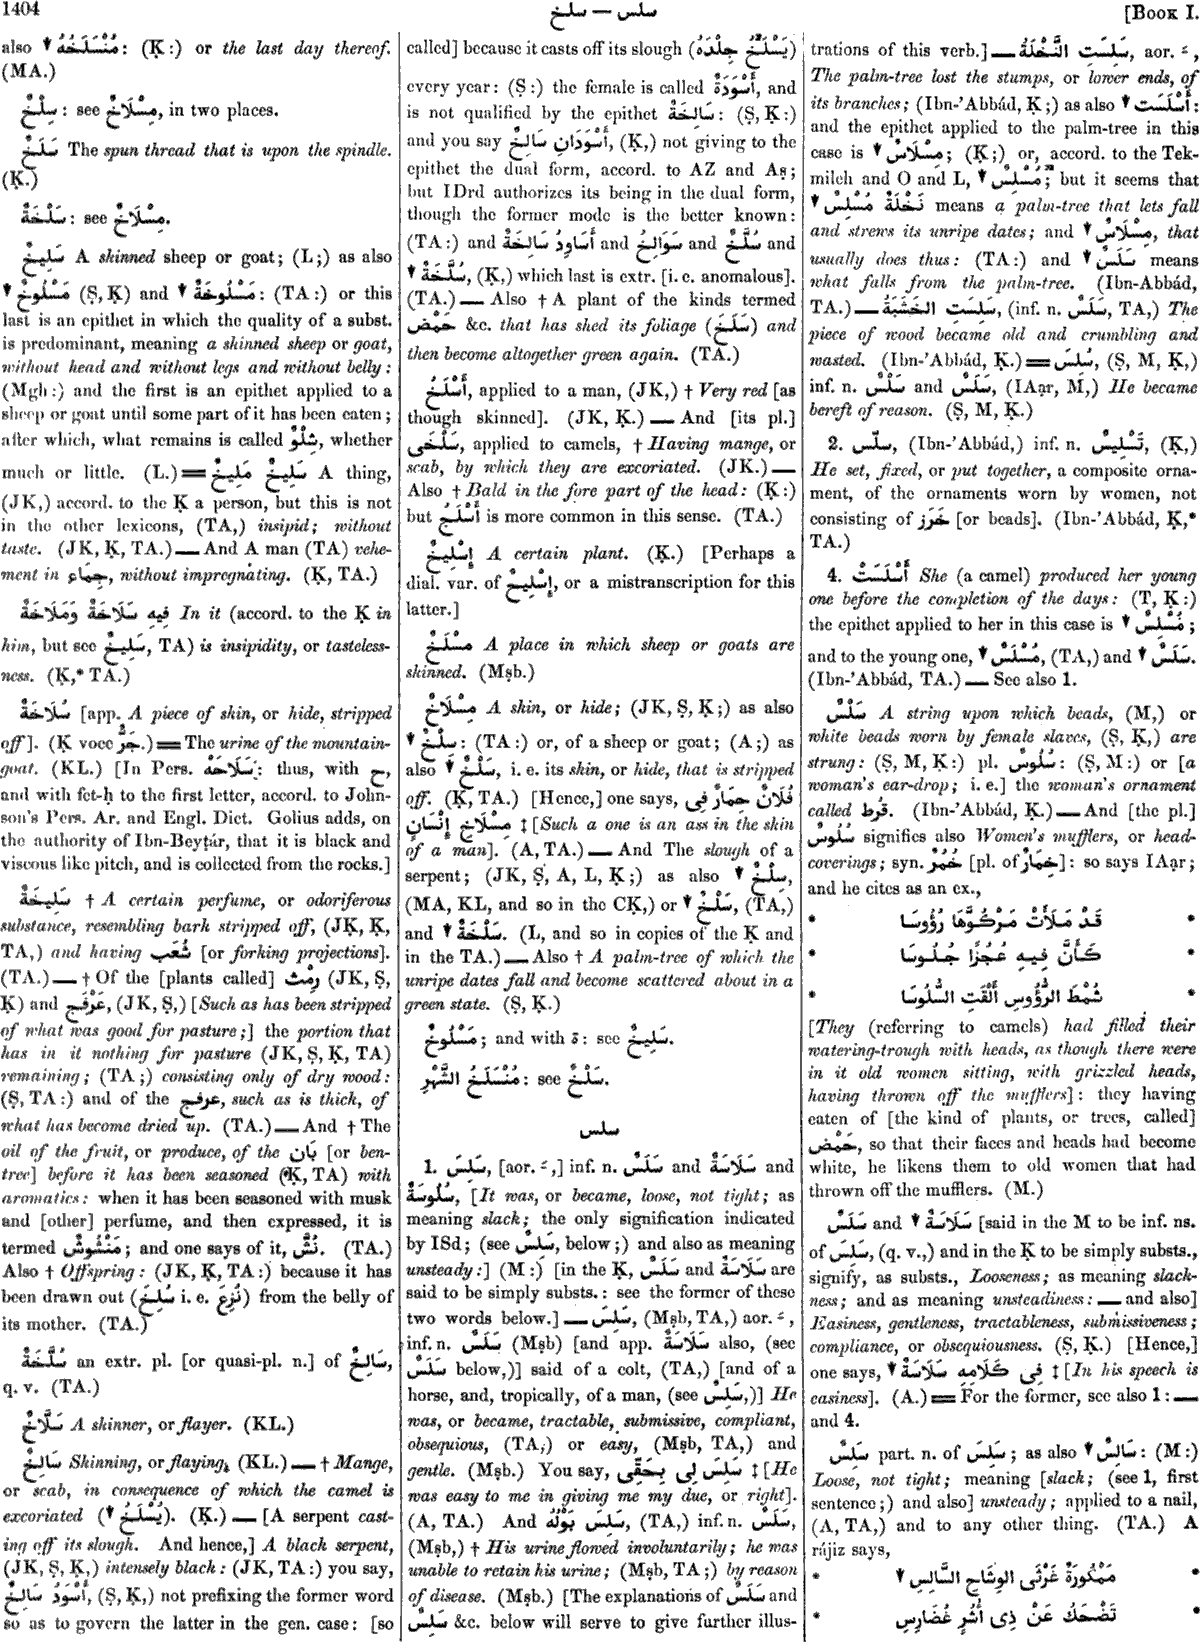 1404
سلخ — سلس
[Book I.
also ↓ مُنْسَلَخُهُ: (Ḳ:) or the last day thereof.
(MA.)
سِلْخٌ: see مِسْلَاخٌ, in two places.
سَلَخٌ The spun thread that is upon the spindle.
(Ḳ.)
سَلْخَةٌ: see مِسْلَاخٌ.
سَلِيخٌ A skinned sheep or goat; (L;) as also
↓ مَسْلُوخٌ (Ṣ, Ḳ) and ↓ مَسْلُوخَةٌ: (TA:) or this
last is an epithet in which the quality of a subst.
is predominant, meaning a skinned sheep or goat,
without head and without legs and without belly:
(Mgh:) and the first is an epithet applied to a
sheep or goat until some part of it has been eaten;
after which, what remains is called شِلْوٌ, whether
much or little. (L.) ═ سَلِيخٌ مَلِيخٌ A thing,
(JK,) accord. to the Ḳ a person, but this is not
in the other lexicons, (TA,) insipid; without
taste. (JK, Ḳ, TA.) — And A man (TA) vehe-
ment in جِمَاع, without impregnating. (Ḳ, TA.)
فِيهِ سَلَاخَةٌ وَمَلَاخَةٌ In it (accord. to the Ḳ in
him, but see سَلِيخٌ, TA) is insipidity, or tasteless-
ness. (Ḳ,* TA.)
سُلَاخَةٌ [app. A piece of skin, or hide, stripped
off]. (Ḳ voce جَرٌّ.) ═ The urine of the mountain-
goat. (KL.) [In Pers. سَلَاحَهْ: thus, with ح,
and with fet-ḥ to the first letter, accord. to John-
son's Pers. Ar. and Engl. Dict. Golius adds, on
the authority of Ibn-Beyṭár, that it is black and
viscous like pitch, and is collected from the rocks.]
سَلِيخَةٌ † A certain perfume, or odoriferous
substance, resembling bark stripped off, (JK, Ḳ,
TA,) and having شُعَب [or forking projections].
(TA.) — † Of the [plants called] رِمْث (JK, Ṣ,
Ḳ) and عَرْفَج, (JK, Ṣ,) [Such as has been stripped
of what was good for pasture;] the portion that
has in it nothing for pasture (JK, Ṣ, Ḳ, TA)
remaining; (TA;) consisting only of dry wood:
(Ṣ, TA:) and of the عرفج, such as is thick, of
what has become dried up. (TA.) — And † The
oil of the fruit, or produce, of the بَان [or ben-
tree] before it has been seasoned (Ḳ, TA) with
aromatics: when it has been seasoned with musk
and [other] perfume, and then expressed, it is
termed مَنْشُوشٌ; and one says of it, نُشَّ. (TA.)
Also † Offspring: (JK, Ḳ, TA:) because it has
been drawn out (سُلِخَ i. e. نُزِعَ) from the belly of
its mother. (TA.)
سُلَّخَةٌ an extr. pl. [or quasi-pl. n.] of سَالِخٌ,
q. v. (TA.)
سَلَّاخٌ A skinner, or flayer. (KL.)
سَالِخٌ Skinning, or flaying. (KL.) — † Mange,
or scab, in consequence of which the camel is
excoriated (↓ يُسْلَخُ). (Ḳ.) — [A serpent cast-
ing off its slough. And hence,] A black serpent,
(JK, Ṣ, Ḳ,) intensely black: (JK, TA:) you say,
أَسْوَدُ سَالِخٌ, (Ṣ, Ḳ,) not prefixing the former word
so as to govern the latter in the gen. case: [so
called] because it casts off its slough (يَسْلَخُ جِلْدَهُ)
every year: (Ṣ:) the female is called أَسْوَدَةٌ, and
is not qualified by the epithet سَالِخَةٌ: (Ṣ, Ḳ:)
and you say أَسْوَدَانِ سَالِخٌ, (Ḳ,) not giving to the
epithet the dual form, accord. to AZ and Aṣ;
but IDrd authorizes its being in the dual form,
though the former mode is the better known:
(TA:) and أَسَاوِدُ سَالِخَةٌ and سَوَالِخُ and سُلَّخٌ and
↓ سُلَّخَةٌ, (Ḳ,) which last is extr. [i. e. anomalous].
(TA.) — Also † A plant of the kinds termed
حَمْض &c. that has shed its foliage (سَلَخَ) and
then become altogether green again. (TA.)
أَسْلَخُ, applied to a man, (JK,) † Very red [as
though skinned]. (JK, Ḳ.) — And [its pl.]
سَلْخَى, applied to camels, † Having mange, or
scab, by which they are excoriated. (JK.) —
Also † Bald in the fore part of the head: (Ḳ:)
but أَسْلَجُ is more common in this sense. (TA.)
إِسْلِيخٌ A certain plant. (Ḳ.) [Perhaps a
dial. var. of إِسْلِيحٌ, or a mistranscription for this
latter.]
مَسْلَخٌ A place in which sheep or goats are
skinned. (Mṣb.)
مِسْلَاخٌ A skin, or hide; (JK, Ṣ, Ḳ;) as also
↓ سِلْخٌ: (TA:) or, of a sheep or goat; (A;) as
also ↓ سَلْخٌ, i. e. its skin, or hide, that is stripped
off. (Ḳ, TA.) [Hence,] one says, فُلَانٌ حِمَارٌ فِى
مِسْلَاخِ إِنْسَانٍ ‡ [Such a one is an ass in the skin
of a man]. (A, TA.) — And The slough of a
serpent; (JK, Ṣ, A, L, Ḳ;) as also ↓ سِلْخٌ,
(MA, KL, and so in the CḲ,) or ↓ سَلْخٌ, (TA,)
and ↓ سَلْخَةٌ. (L, and so in copies of the Ḳ and
in the TA.) — Also † A palm-tree of which the
unripe dates fall and become scattered about in a
green state. (Ṣ, Ḳ.)
مَسْلُوخٌ; and with ة: see سَلِيخٌ.
مُنْسَلَخُ الشَّهْرِ: see سَلْخٌ.
سلس
1. سَلِسَ, [aor. ـَ,] inf. n. سَلَسٌ and سَلَاسَةٌ and
سُلُوسَةٌ, [It was, or became, loose, not tight; as
meaning slack; the only signification indicated
by ISd; (see سَلِسٌ, below;) and also as meaning
unsteady:] (M:) [in the Ḳ, سَلَسٌ and سَلَاسَةٌ are
said to be simply substs.: see the former of these
two words below.] — سَلِسَ, (Mṣb, TA,) aor. ـَ,
inf. n. سَلَسٌ (Mṣb) [and app. سَلَاسَةٌ also, (see
سَلَسٌ below,)] said of a colt, (TA,) [and of a
horse, and, tropically, of a man, (see سَلِسٌ,)] He
was, or became, tractable, submissive, compliant,
obsequious, (TA,) or easy, (Mṣb, TA,) and
gentle. (Mṣb.) You say, سَلِسَ لِى بِحَقِّى ‡ [He
was easy to me in giving me my due, or right].
(A, TA.) And سَلِسَ بَوْلُهُ, (TA,) inf. n. سَلَسٌ,
(Mṣb,) † His urine flowed involuntarily; he was
unable to retain his urine; (Mṣb, TA;) by reason
of disease. (Mṣb.) [The explanations of سَلَسٌ and
سَلِسٌ &c. below will serve to give further illus-
trations of this verb.] — سَلِسَتِ النَّخْلَةُ, aor. ـَ,
The palm-tree lost the stumps, or lower ends, of
its branches; (Ibn-'Abbád, Ḳ;) as also ↓ أَسْلَسَت:
and the epithet applied to the palm-tree in this
case is ↓ مِسْلَاسٌ; (Ḳ;) or, accord. to the Tek-
mileh and O and L, ↓ مُسْلِسٌ; but it seems that
↓ نَخْلَةٌ مُسْلِسٌ means a palm-tree that lets fall
and strews its unripe dates; and ↓ مِسْلَاسٌ, that
usually does thus: (TA:) and ↓ سَلَسٌ means
what falls from the palm-tree. (Ibn-Abbád,
TA.) — سَلِسَتِ الخَشَبَةُ, (inf. n. سَلَسٌ, TA,) The
piece of wood became old and crumbling and
wasted. (Ibn-'Abbád, Ḳ.) ═ سُلِسَ, (Ṣ, M, Ḳ,)
inf. n. سَلْسٌ and سَلَسٌ, (IAạr, M,) He became
bereft of reason. (Ṣ, M, Ḳ.)
2. سلّس, (Ibn-'Abbád,) inf. n. تَسْلِيسٌ, (Ḳ,)
He set, fixed, or put together, a composite orna-
ment, of the ornaments worn by women, not
consisting of خَرَز [or beads]. (Ibn-'Abbád, Ḳ,*
TA.)
4. أَسْلَسَتْ She (a camel) produced her young
one before the completion of the days: (T, Ḳ:)
the epithet applied to her in this case is ↓ مُسْلِسٌ;
and to the young one, ↓ مُسْلَسٌ, (TA,) and ↓ سَلَسٌ.
(Ibn-'Abbád, TA.) — See also 1.
سَلْسٌ A string upon which beads, (M,) or
white beads worn by female slaves, (Ṣ, Ḳ,) are
strung: (Ṣ, M, Ḳ:) pl. سُلُوسٌ: (Ṣ, M:) or [a
woman's ear-drop; i. e.] the woman's ornament
called قُرط. (Ibn-'Abbád, Ḳ.) — And [the pl.]
سُلُوسٌ signifies also Women's mufflers, or head-
coverings; syn. خُمُرٌ [pl. of خِمَارٌ]: so says IAạr;
and he cites as an ex.,
* قَدْ مَلَأَتْ مَرْكُوَّهَا رُؤُوسَا *
* كَأَنَّ فِيهِ عُجُزًا جُلُوسَا *
* شُمْطَ الرُّؤُوسِ أَلْقَتِ السُّلُوسَا *
[They (referring to camels) had filled their
watering-trough with heads, as though there were
in it old women sitting, with grizzled heads,
having thrown off the mufflers]: they having
eaten of [the kind of plants, or trees, called]
حَمْض, so that their faces and heads had become
white, he likens them to old women that had
thrown off the mufflers. (M.)
سَلَسٌ and ↓ سَلَاسَةٌ [said in the M to be inf. ns.
of سَلِسَ, (q. v.,) and in the Ḳ to be simply substs.,
signify, as substs., Looseness; as meaning slack-
ness; and as meaning unsteadiness: — and also]
Easiness, gentleness, tractableness, submissiveness;
compliance, or obsequiousness. (Ṣ, Ḳ.) [Hence,]
one says, ↓ فِى كَلَامِهِ سَلَاسَةٌ ‡ [In his speech is
easiness]. (A.) ═ For the former, see also 1: —
and 4.
سَلِسٌ part. n. of سَلِسَ; as also ↓ سَالِسٌ: (M:)
Loose, not tight; meaning [slack; (see 1, first
sentence;) and also] unsteady; applied to a nail,
(A, TA,) and to any other thing. (TA.) A
rájiz says,
* مَمْكُورَةٌ غَرْثَى الوِشَاحِ السَّالِسِ ↓ *
* تَضْحَكُ عَنْ ذِى أُشُرٍ غُضَارِسِ *